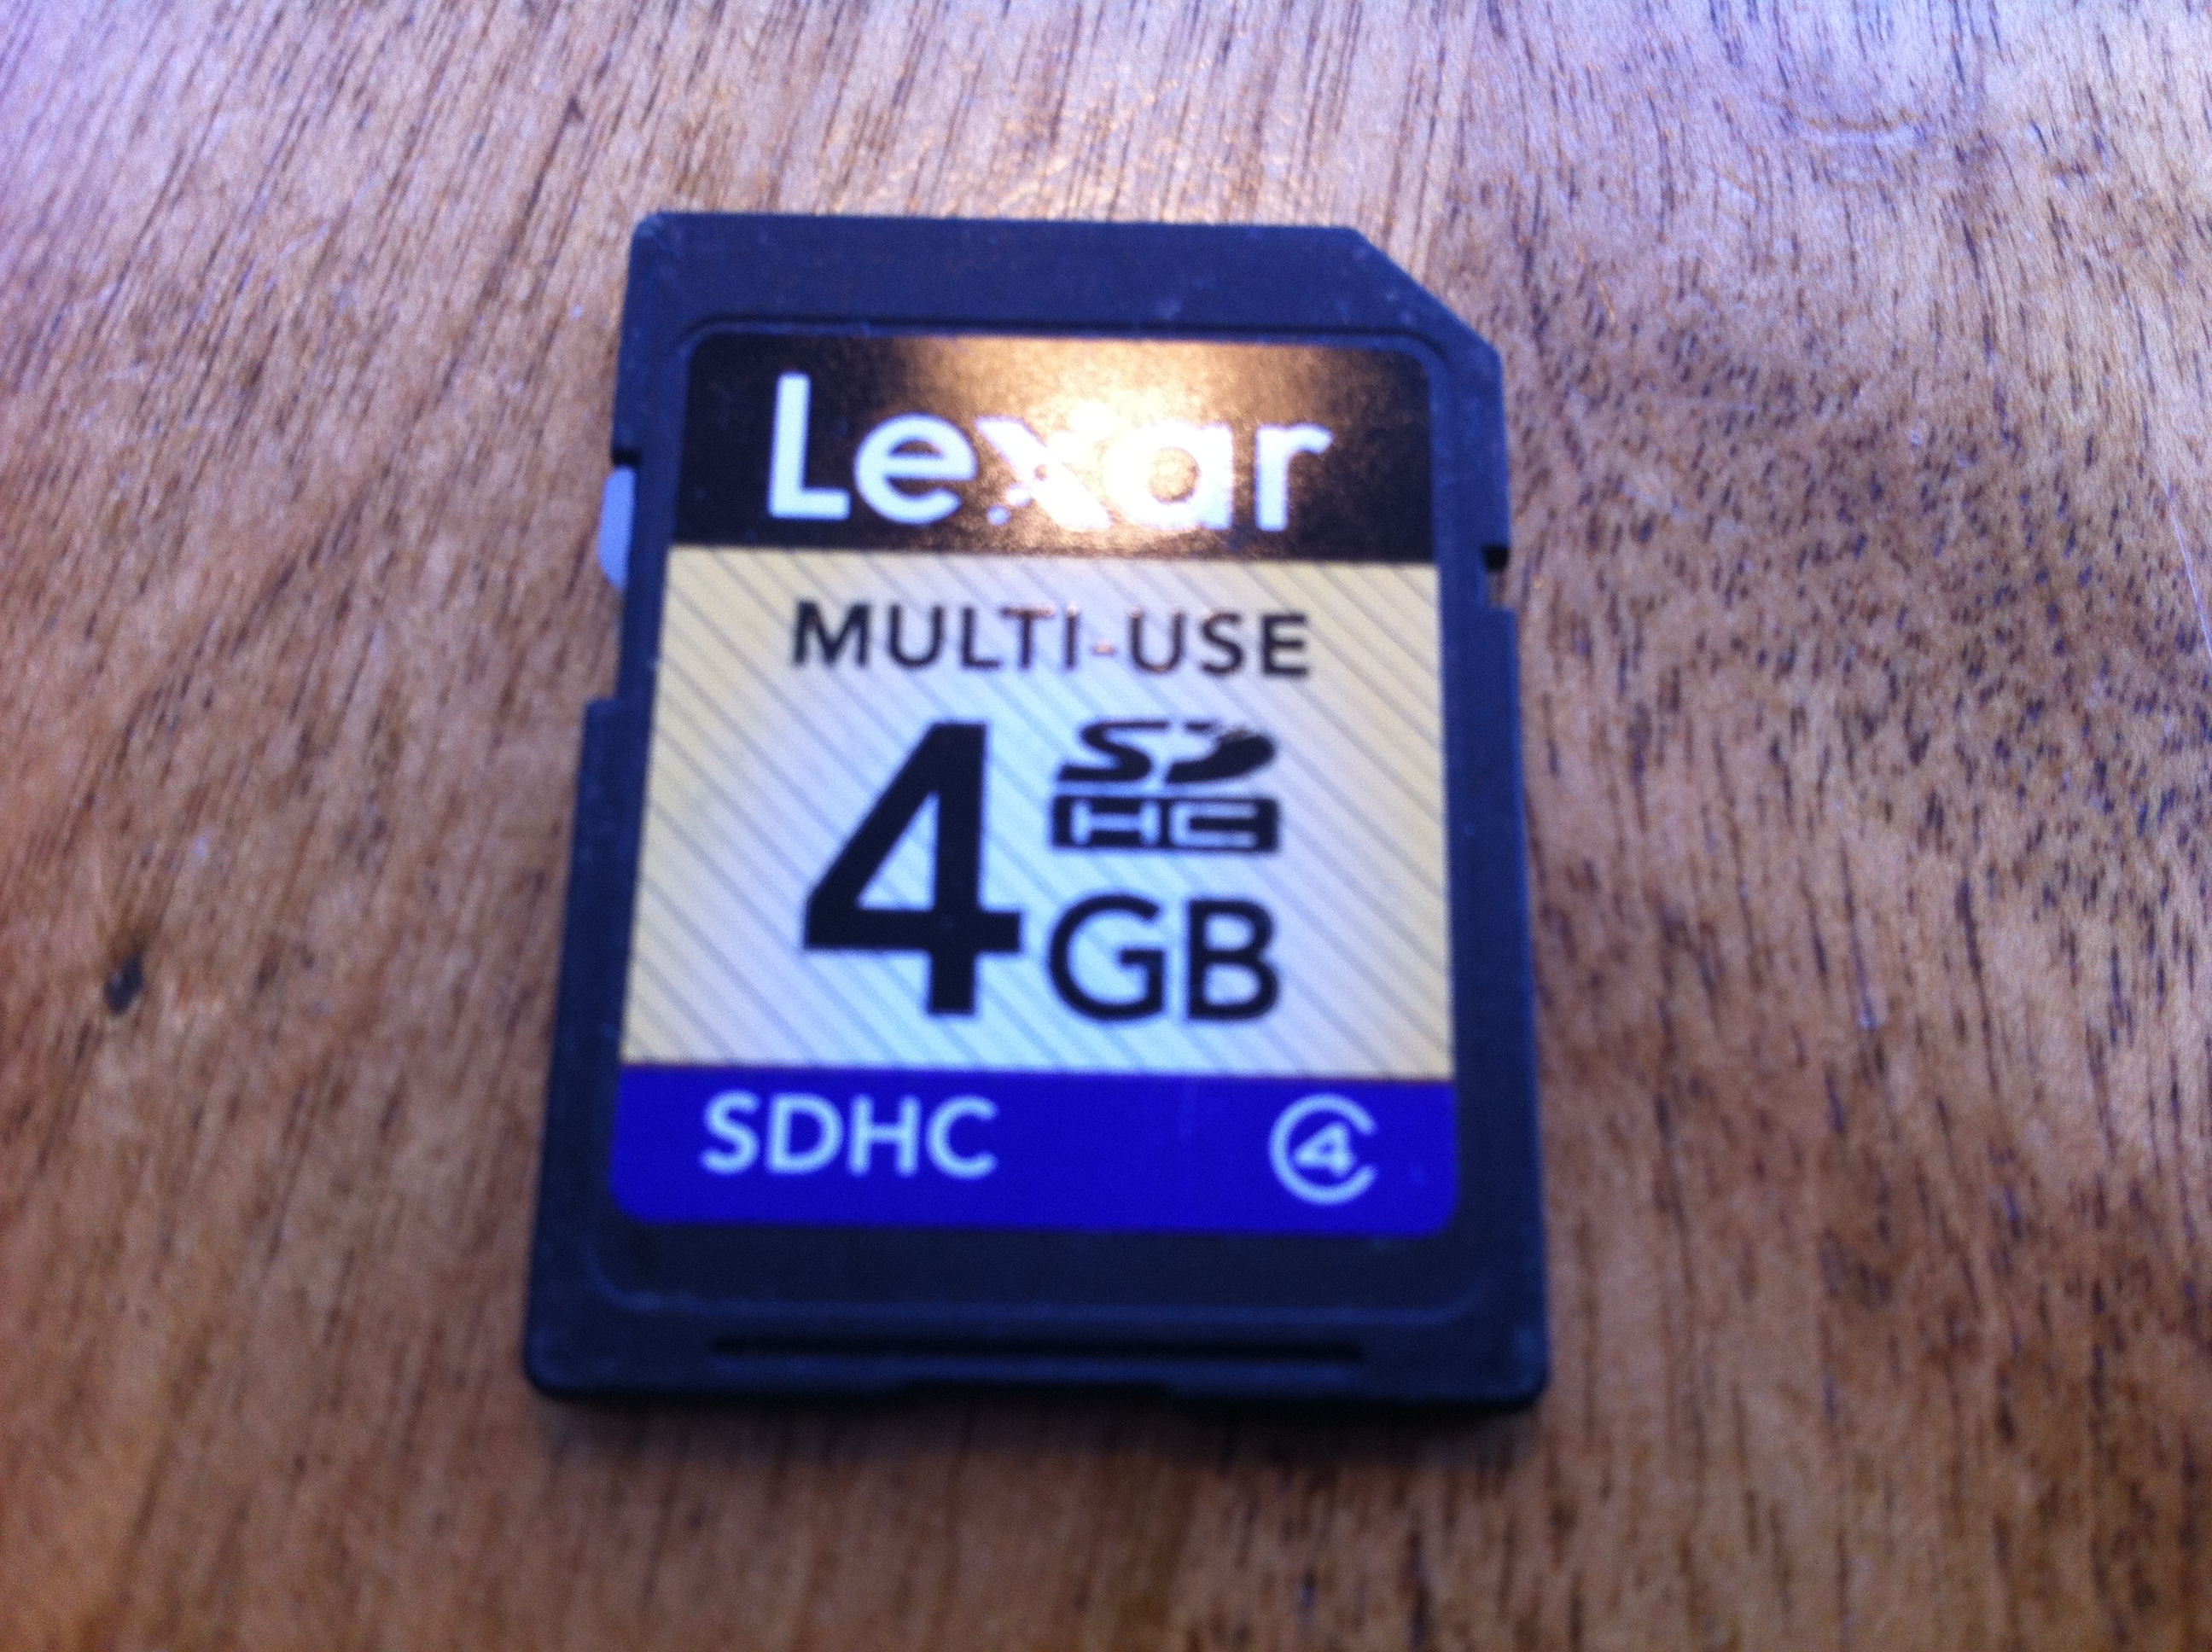 Lexar
MULTI-USE
4 GB
SD
HC
SDHC 4